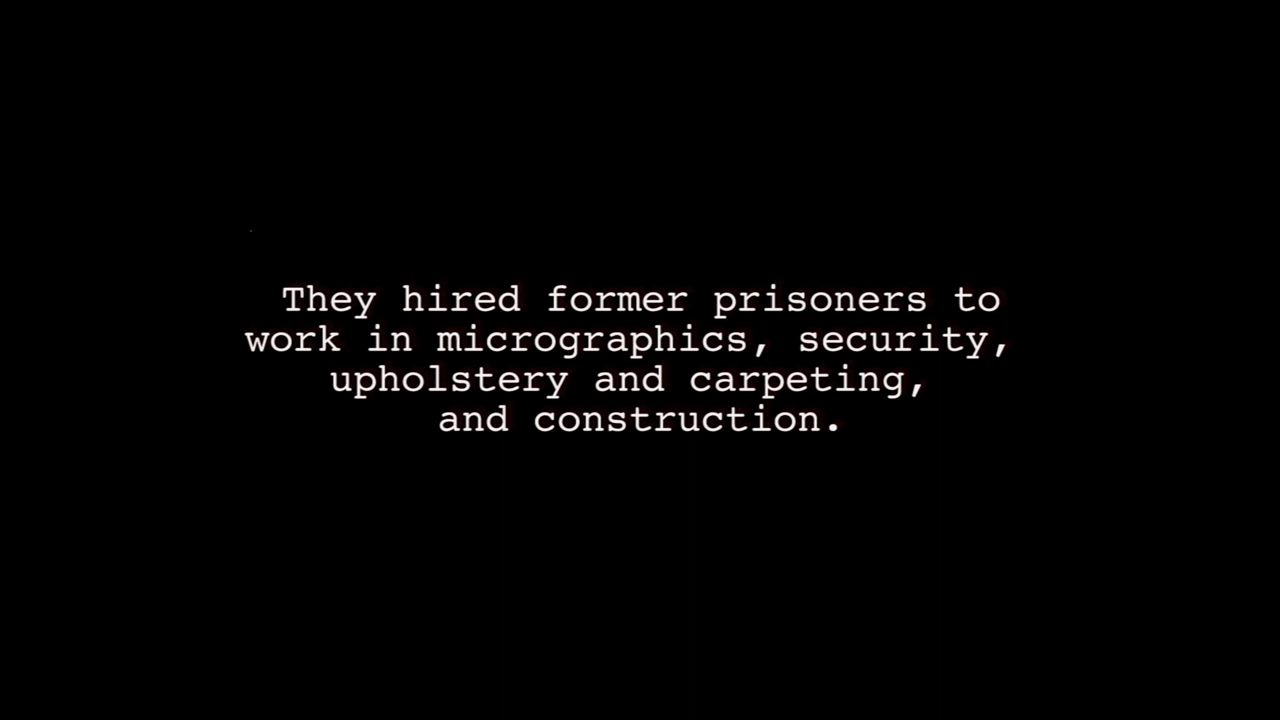 They hired former prisoners to
work in micrographics, security,
upholstery and carpeting,
and construction.